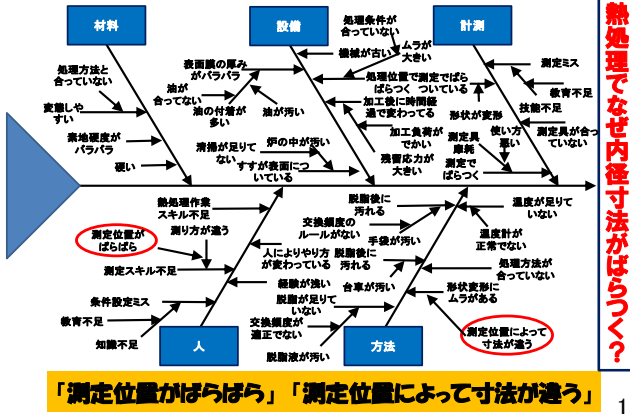 材料
設備
計測
熱処理でなぜ内径寸法がばらつく?
処理方法と
合っていない
変態しや
すい
素地硬度が
バラバラ
硬い
表面膜の厚み
がバラバラ
油が
合ってない
油の付着が
多い
油が汚い
清掃が足りて
ない
炉の中が汚い
すすが表面につ
いている
処理条件が
合っていない
機械が古い
ムラが
大きい
処理位置で
ばらつく
測定でばら
ついている
加工後に時間経
過で変わってる
加工負荷が
でかい
残留応力が
大きい
測定ミス
教育不足
技能不足
形状が変形
測定具が合っ
ていない
測定具
摩耗
使い方
悪い
測定で
ばらつく
熱処理作業
スキル不足
測定位置が
ばらばら
測り方が違う
測定スキル不足
人によりやり方
が変わっている
経験が浅い
条件設定ミス
教育不足
知識不足
脱脂後に
汚れる
交換頻度の
ルールがない
手袋が汚い
温度が足りて
いない
温度計が
正常でない
脱脂後に
汚れる
台車が汚い
処理方法が
合っていない
形状変形に
ムラがある
脱脂が足りて
いない
交換頻度が
適正でない
脱脂液が汚い
測定位置によって
寸法が違う
人
方法
「測定位置がばらばら」「測定位置によって寸法が違う」
1